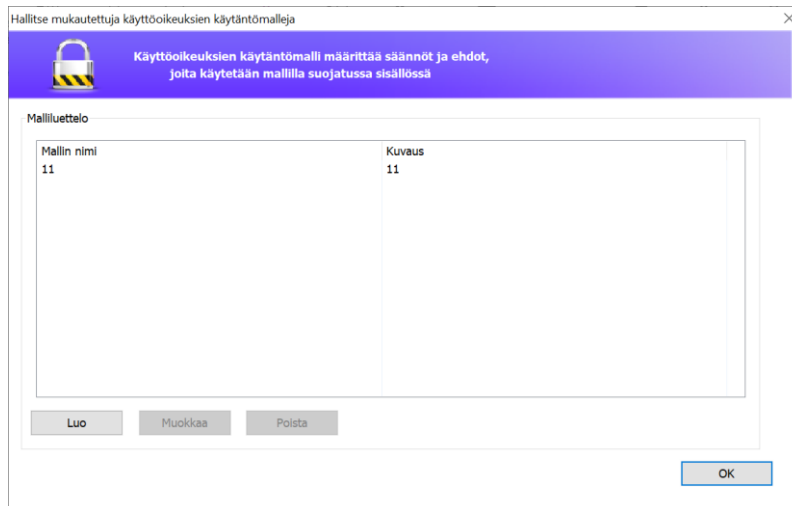 Hallitse mukautettuja käyttöoikeuksien käytäntömalleja
Käyttöoikeuksien käytäntömalli määrittää säännöt ja ehdot,
joita käytetään mallilla suojatussa sisällössä
Malliluettelo
Mallin nimi Kuvaus
11 11
Luo Muokkaa Poista
OK